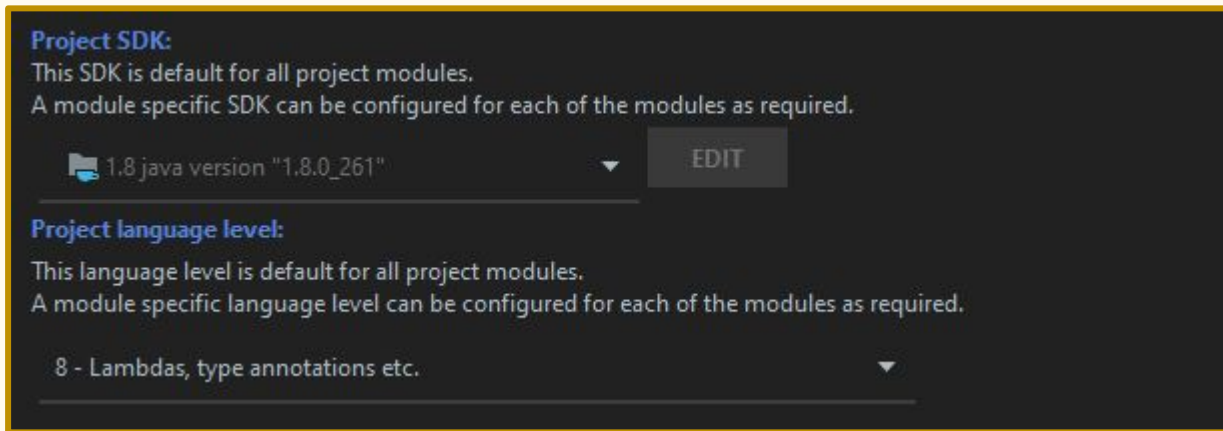 Project SDK:
This SDK is default for all project modules.
A module specific SDK can be configured for each of the modules as required.
1.8 java version "1.8.0_261"
EDIT
Project language level:
This language level is default for all project modules.
A module specific language level can be configured for each of the modules as required.
8 - Lambdas, type annotations etc.